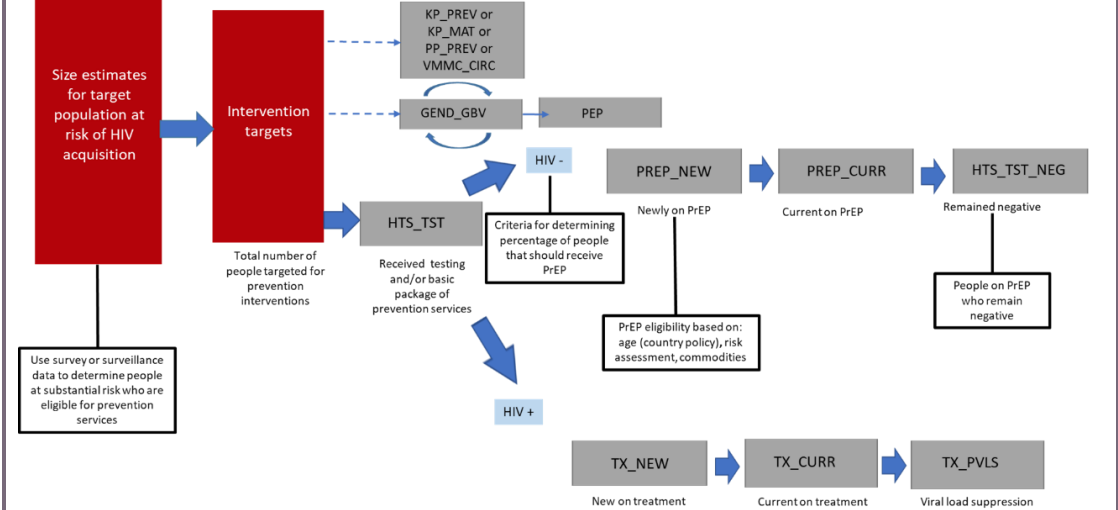 Size estimates
for target
population at
risk of HIV
acquisition
Use survey or surveillance
data to determine people
at substantial risk who are
eligible for prevention
services
Intervention
targets
Total number of
people targeted for
prevention
interventions
KP_PREV or
KP_MAT or
PP_PREV or
VMMC_CIRC
GEND_GBV
PEP
HTS_TST
Received testing
and/or basic
package of
prevention services
HIV -
Criteria for determining
percentage of people
that should receive
PrEP
PREP_NEW
Newly on PrEP
PrEP eligibility based on:
age (country policy), risk
assessment, commodities
PREP_CURR
Current on PrEP
HTS_TST_NEG
Remained negative
People on PrEP
who remain
negative
HIV +
TX_NEW
New on treatment
TX_CURR
Current on treatment
TX_PVLS
Viral load suppression